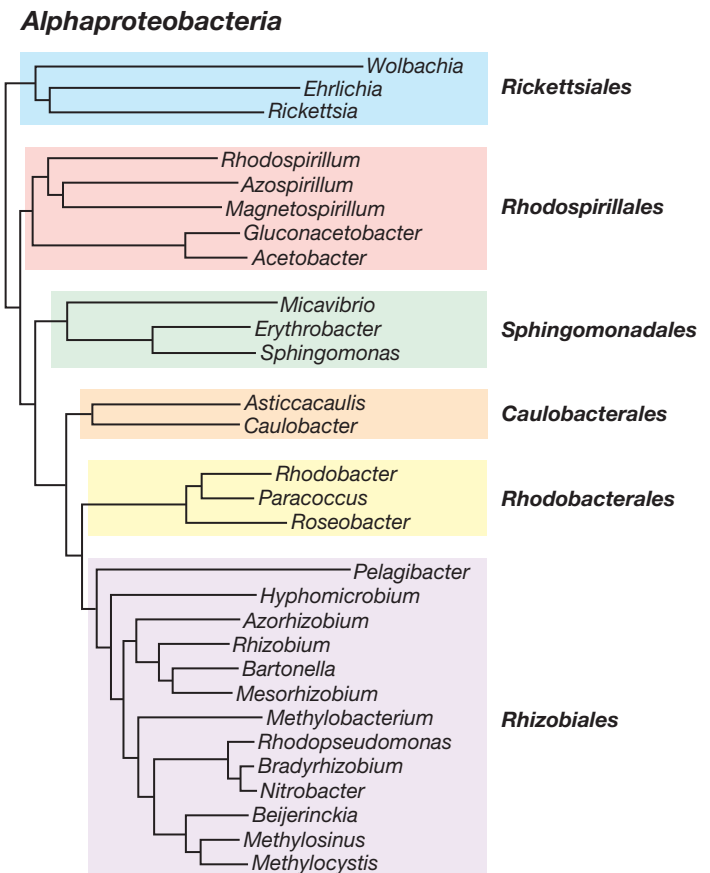 Alphaproteobacteria
Wolbachia
Ehrlichia
Rickettsia
Rickettsiales
Rhodospirillum
Azospirillum
Magnetospirillum
Gluconacetobacter
Acetobacter
Rhodospirillales
Micavibrio
Erythrobacter
Sphingomonas
Sphingomonadales
Asticcacaulis
Caulobacter
Caulobacterales
Rhodobacter
Paracoccus
Roseobacter
Rhodobacterales
Pelagibacter
Hyphomicrobium
Azorhizobium
Rhizobium
Bartonella
Mesorhizobium
Methylobacterium
Rhodopseudomonas
Bradyrhizobium
Nitrobacter
Beijerinckia
Methylosinus
Methylocystis
Rhizobiales